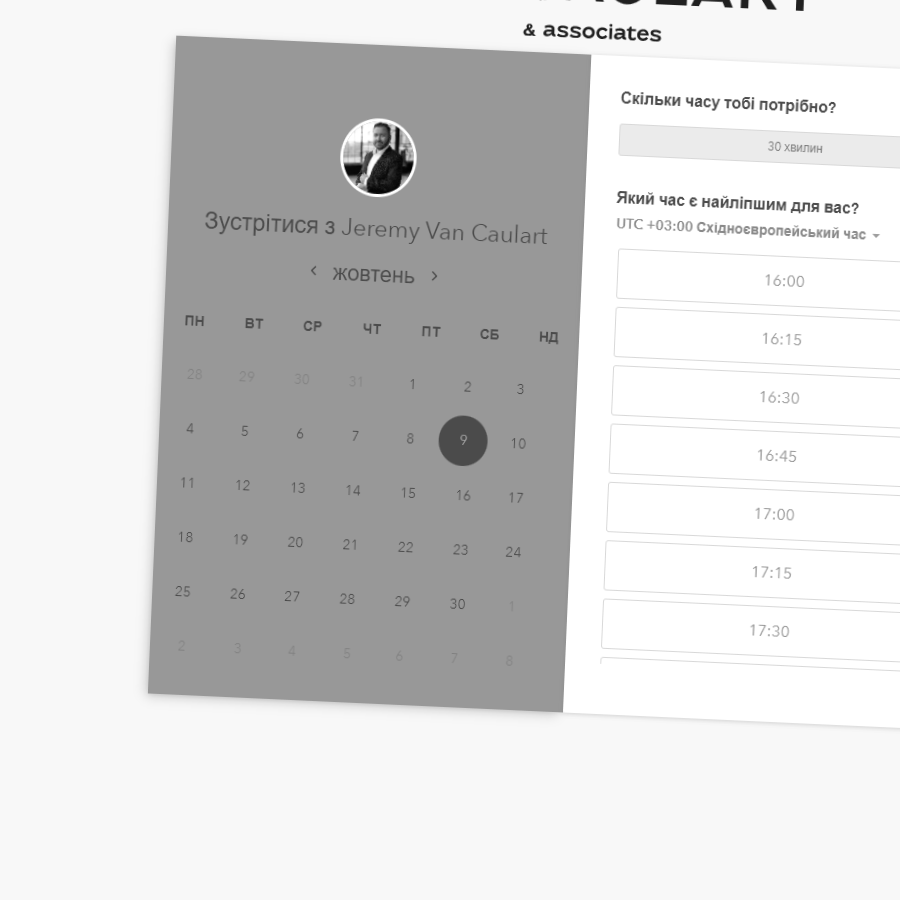 & associates
Зустрітися з Jeremy Van Caulart
жовтень
ПН ВТ СР ЧТ ПТ СБ НД
28 29 30 31 1 2 3
4 5 6 7 8 9 10
11 12 13 14 15 16 17
18 19 20 21 22 23 24
25 26 27 28 29 30 1
2 3 4 5 6 7 8
Скільки часу тобі потрібно?
30 хвилин
Який час є найліпшим для вас?
UTC +03:00 Східноєвропейський час
16:00
16:15
16:30
16:45
17:00
17:15
17:30